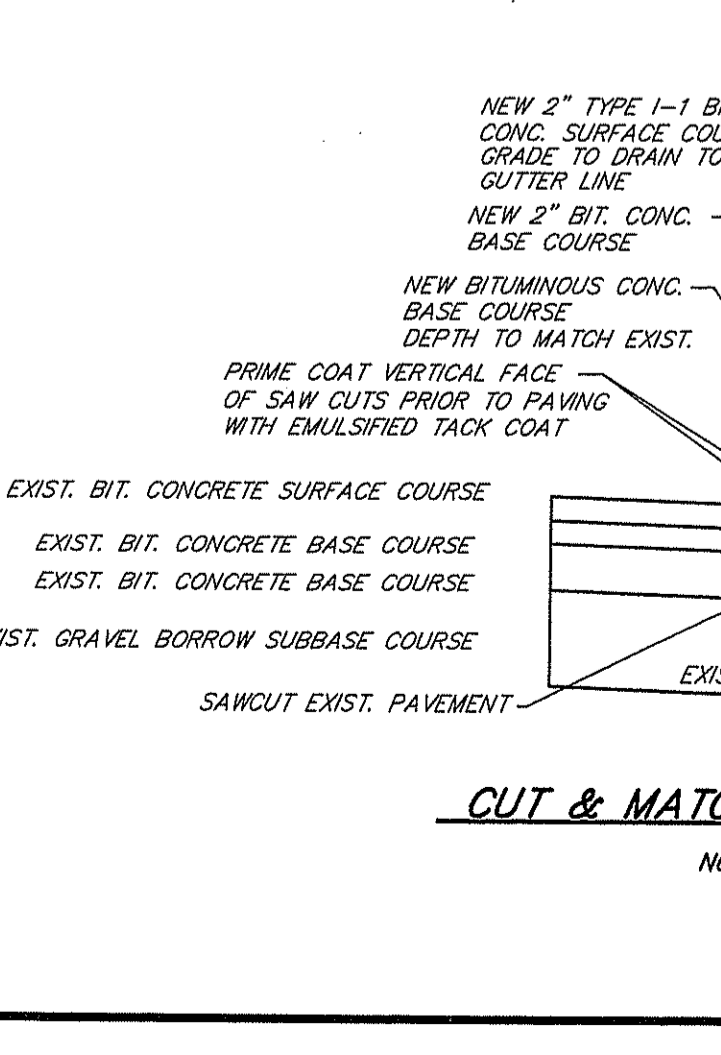 NEW 2" TYPE I-1
CONC. SURFACE
GRADE TO DRAIN TO
GUTTER LINE
NEW 2" BIT. CONC.
BASE COURSE
NEW BITUMINOUS CONC.
BASE COURSE
DEPTH TO MATCH EXIST.
PRIME COAT VERTICAL FACE
OF SAW CUTS PRIOR TO PAVING
WITH EMULSIFIED TACK COAT
EXIST. BIT. CONCRETE SURFACE COURSE
EXIST. BIT. CONCRETE BASE COURSE
EXIST. BIT. CONCRETE BASE COURSE
GRAVEL BORROW SUBBASE COURSE
SAWCUT EXIST. PAVEMENT
CUT &